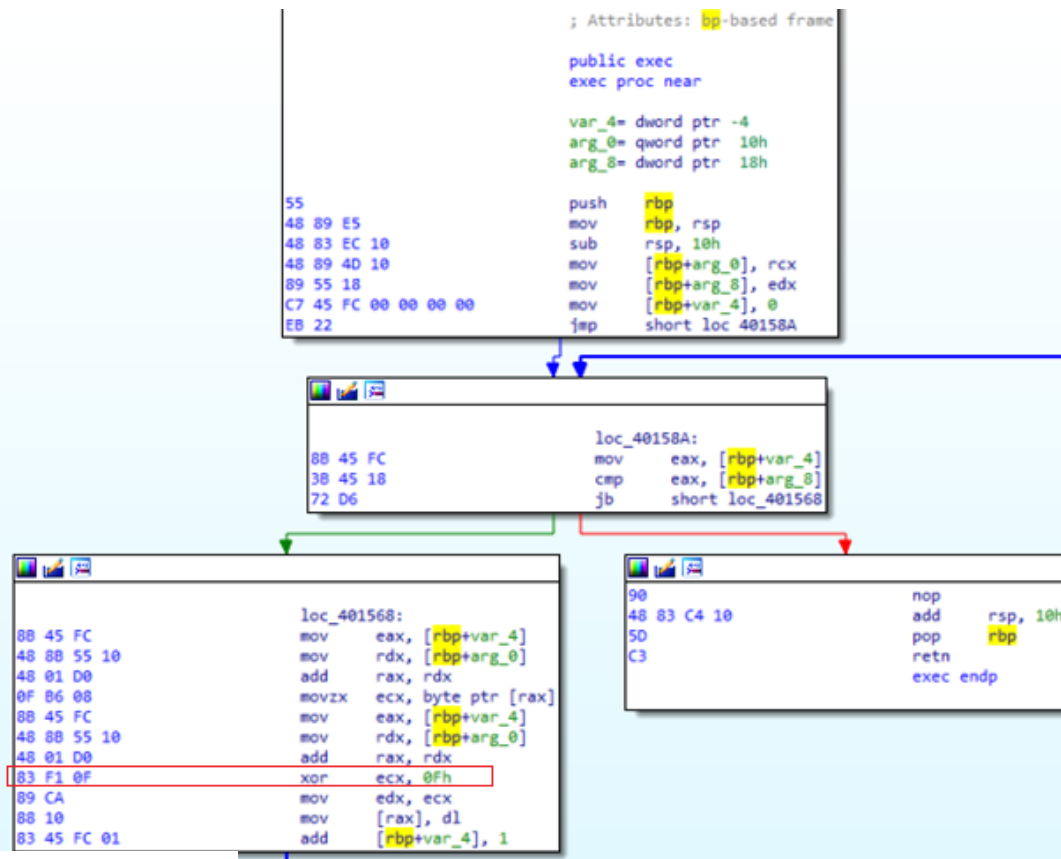 ; Attributes: bp-based frame
public exec
exec proc near
var_4= dword ptr -4
arg_0= qword ptr  10h
arg_8= dword ptr  18h
55 push rbp
48 89 E5 mov rbp, rsp
48 83 EC 10 sub rsp, 10h
48 89 4D 10 mov [rbp+arg_0], rcx
89 55 18 mov [rbp+arg_8], edx
C7 45 FC 00 00 00 00 mov [rbp+var_4], 0
EB 22 jmp short loc_40158A
loc_40158A:
8B 45 FC mov eax, [rbp+var_4]
3B 45 18 cmp eax, [rbp+arg_8]
72 D6 jb short loc_401568
loc_401568:
8B 45 FC mov eax, [rbp+var_4]
48 8B 55 10 mov rdx, [rbp+arg_0]
48 01 D0 add rax, rdx
0F B6 08 movzx ecx, byte ptr [rax]
8B 45 FC mov eax, [rbp+var_4]
48 8B 55 10 mov rdx, [rbp+arg_0]
48 01 D0 add rax, rdx
83 F1 0F xor ecx, 0Fh
89 CA mov edx, ecx
88 10 mov [rax], dl
83 45 FC 01 add [rbp+var_4], 1
90 nop
48 83 C4 10 add rsp, 10h
5D pop rbp
C3 retn
exec endp